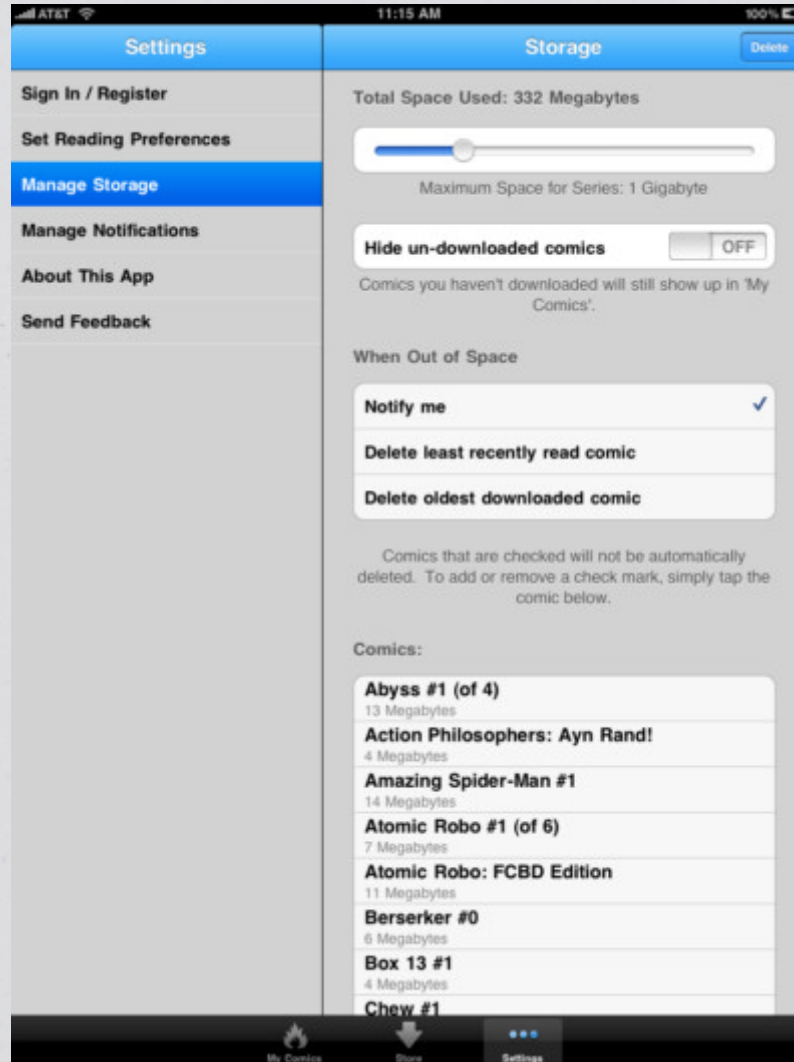 AT&T
11:15 AM
100%
Settings
Storage
Delete
Sign In / Register
Set Reading Preferences
Manage Storage
Manage Notifications
About This App
Send Feedback
Total Space Used: 332 Megabytes
Maximum Space for Series: 1 Gigabyte
Hide un-downloaded comics
OFF
Comics you haven't downloaded will still show up in 'My
Comics'.
When Out of Space
Notify me
Delete least recently read comic
Delete oldest downloaded comic
Comics that are checked will not be automatically
deleted. To add or remove a check mark, simply tap the
comic below.
Comics:
Abyss #1 (of 4)
13 Megabytes
Action Philosophers: Ayn Rand!
4 Megabytes
Amazing Spider-Man #1
14 Megabytes
Atomic Robo #1 (of 6)
7 Megabytes
Atomic Robo: FCBD Edition
11 Megabytes
Berserker #0
6 Megabytes
Box 13 #1
4 Megabytes
Chew #1
My Comics
Store
Settings